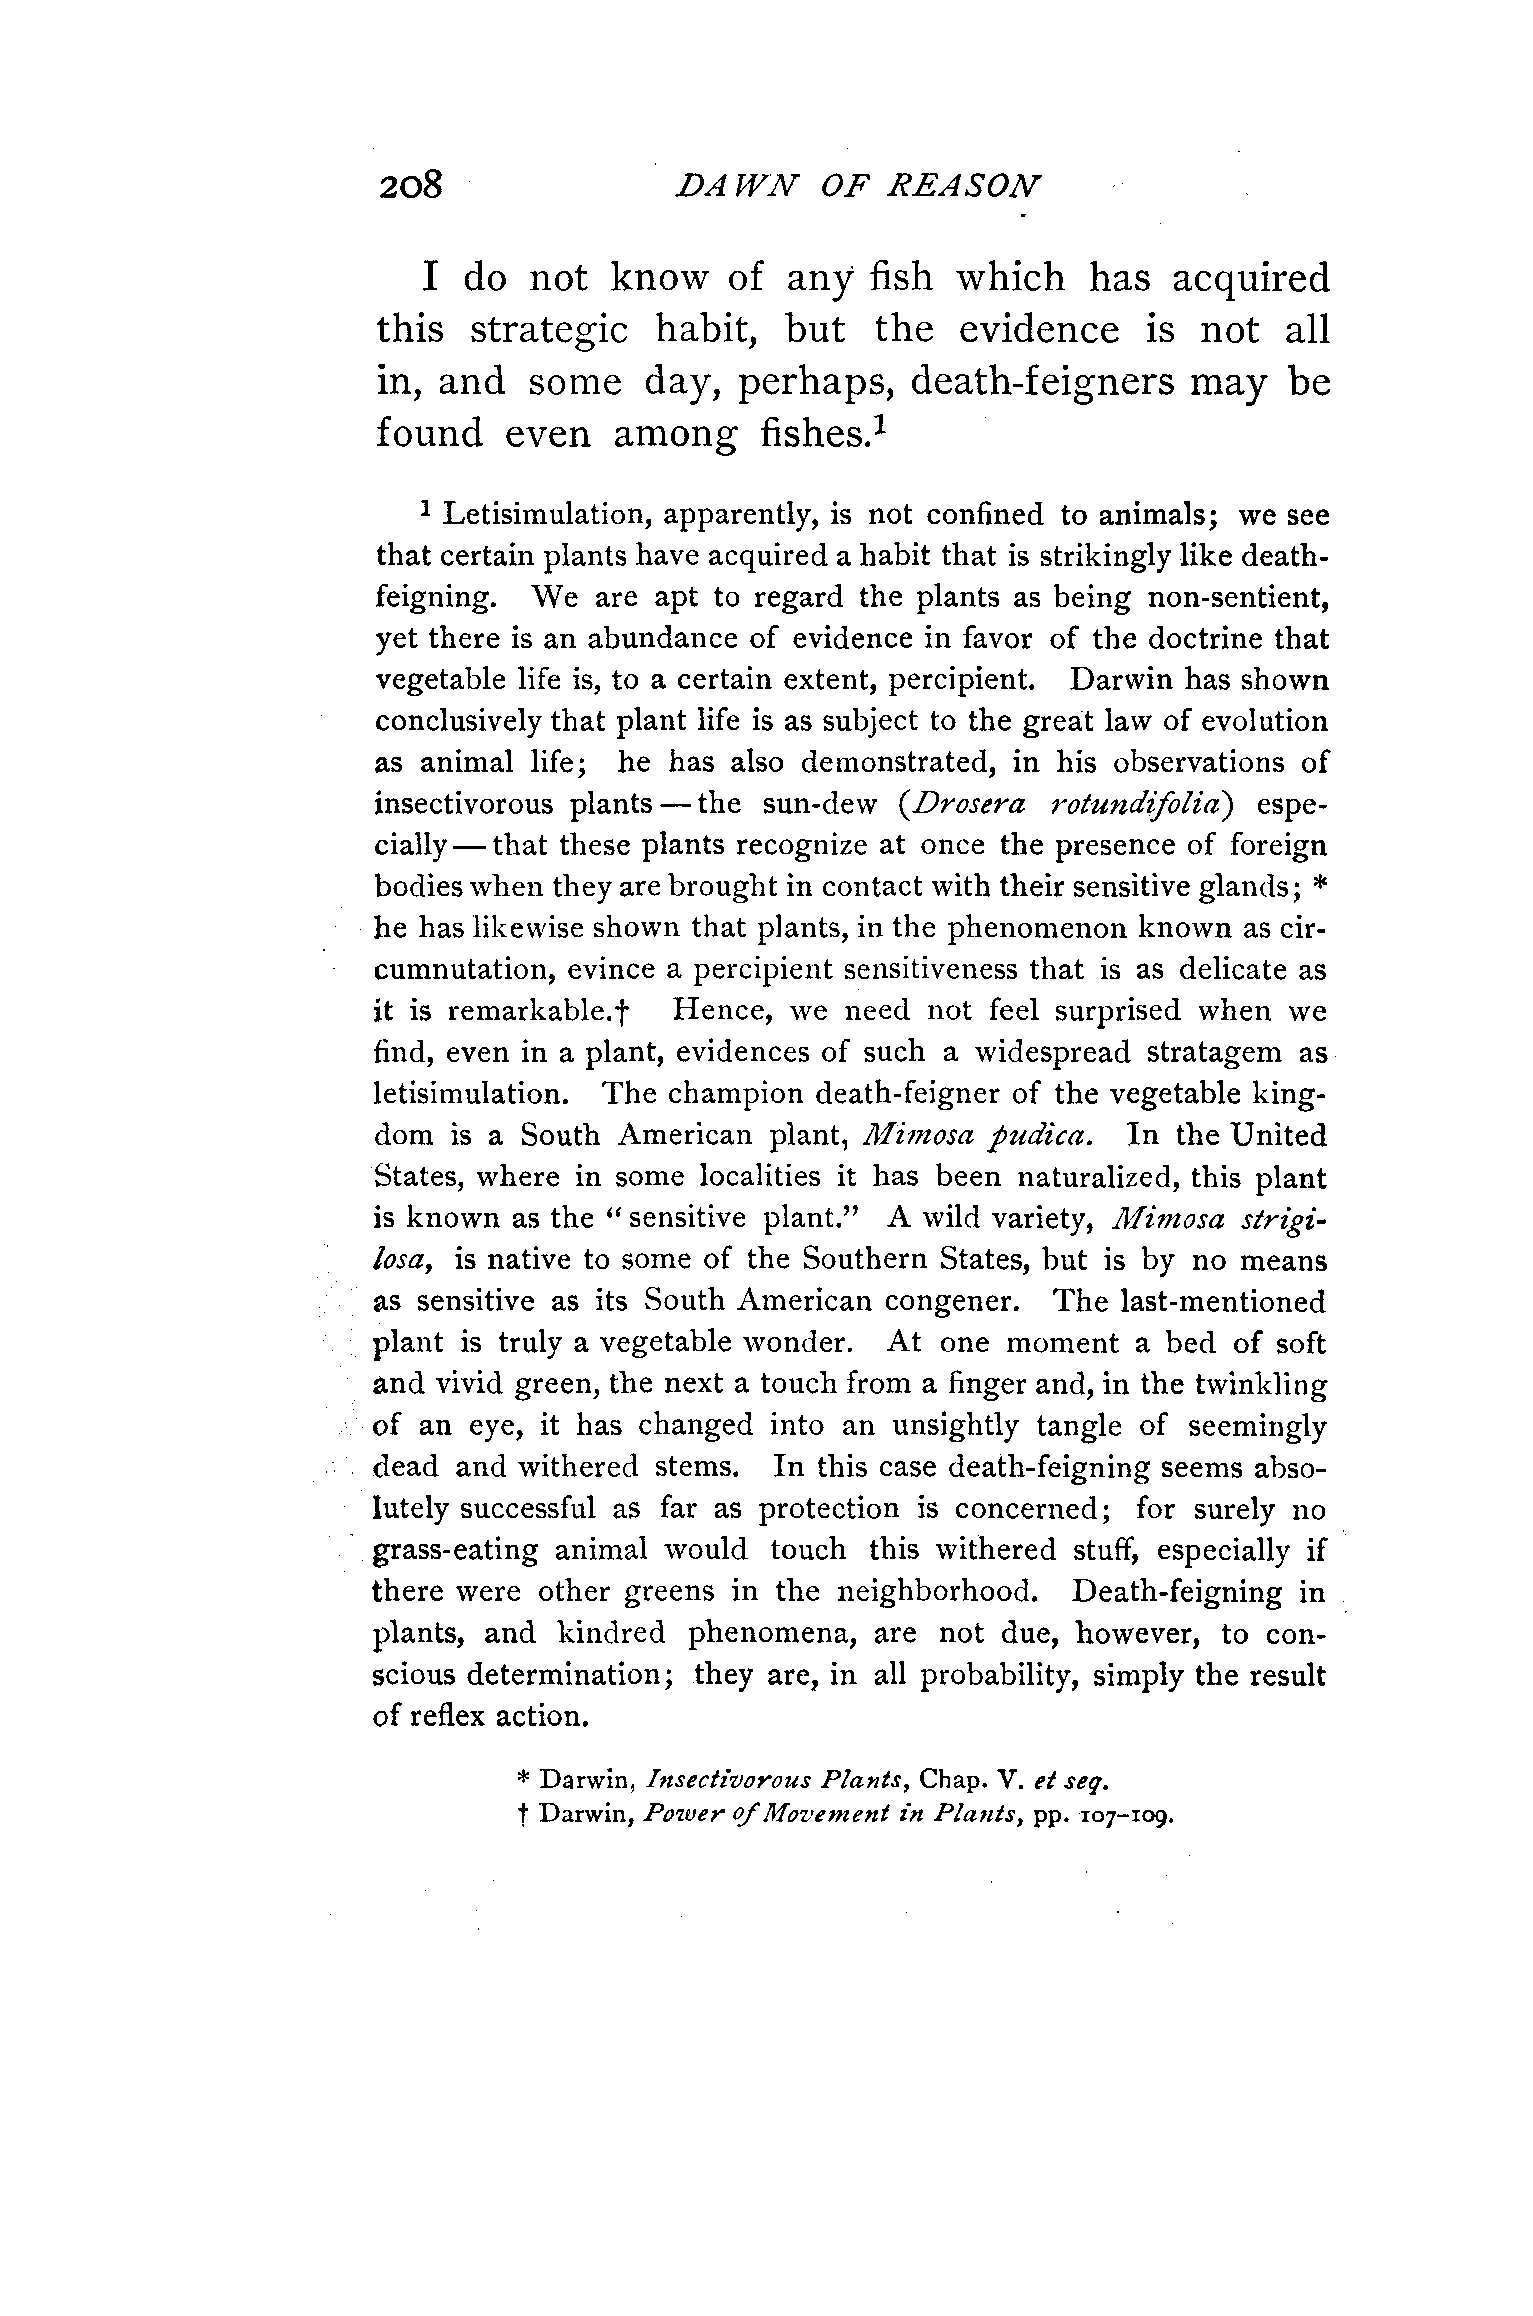 208 DAWN OF REASON
I do not know of any fish which has acquired
this strategic habit, but the evidence is not all
in, and some day, perhaps, death-feigners may be
found even among fishes.¹
¹ Letisimulation, apparently, is not confined to animals; we see
that certain plants have acquired a habit that is strikingly like death-
feigning. We are apt to regard the plants as being non-sentient,
yet there is an abundance of evidence in favor of the doctrine that
vegetable life is, to a certain extent, percipient. Darwin has shown
conclusively that plant life is as subject to the great law of evolution
as animal life; he has also demonstrated, in his observations of
insectivorous plants — the sun-dew (Drosera rotundifolia) espe-
cially — that these plants recognize at once the presence of foreign
bodies when they are brought in contact with their sensitive glands; *
he has likewise shown that plants, in the phenomenon known as cir-
cumnutation, evince a percipient sensitiveness that is as delicate as
it is remarkable.† Hence, we need not feel surprised when we
find, even in a plant, evidences of such a widespread stratagem as
letisimulation. The champion death-feigner of the vegetable king-
dom is a South American plant, Mimosa pudica. In the United
States, where in some localities it has been naturalized, this plant
is known as the "sensitive plant." A wild variety, Mimosa strigi-
losa, is native to some of the Southern States, but is by no means
as sensitive as its South American congener. The last-mentioned
plant is truly a vegetable wonder. At one moment a bed of soft
and vivid green, the next a touch from a finger and, in the twinkling
of an eye, it has changed into an unsightly tangle of seemingly
dead and withered stems. In this case death-feigning seems abso-
lutely successful as far as protection is concerned; for surely no
grass-eating animal would touch this withered stuff, especially if
there were other greens in the neighborhood. Death-feigning in
plants, and kindred phenomena, are not due, however, to con-
scious determination; they are, in all probability, simply the result
of reflex action.
* Darwin, Insectivorous Plants, Chap. V. et seq.
† Darwin, Power of Movement in Plants, pp. 107–109.